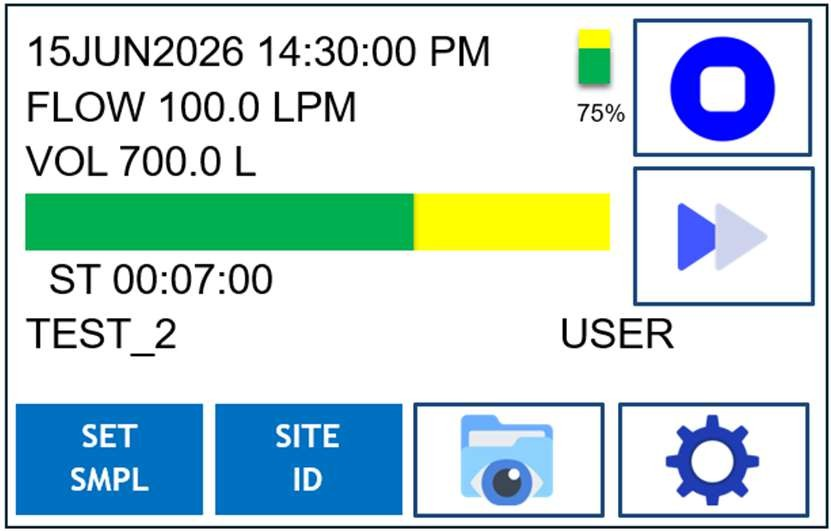 15JUN2026 14:30:00 PM
FLOW 100.0 LPM
75%
VOL 700.0 L
ST 00:07:00
TEST_2 USER
SET
SMPL
SITE
ID